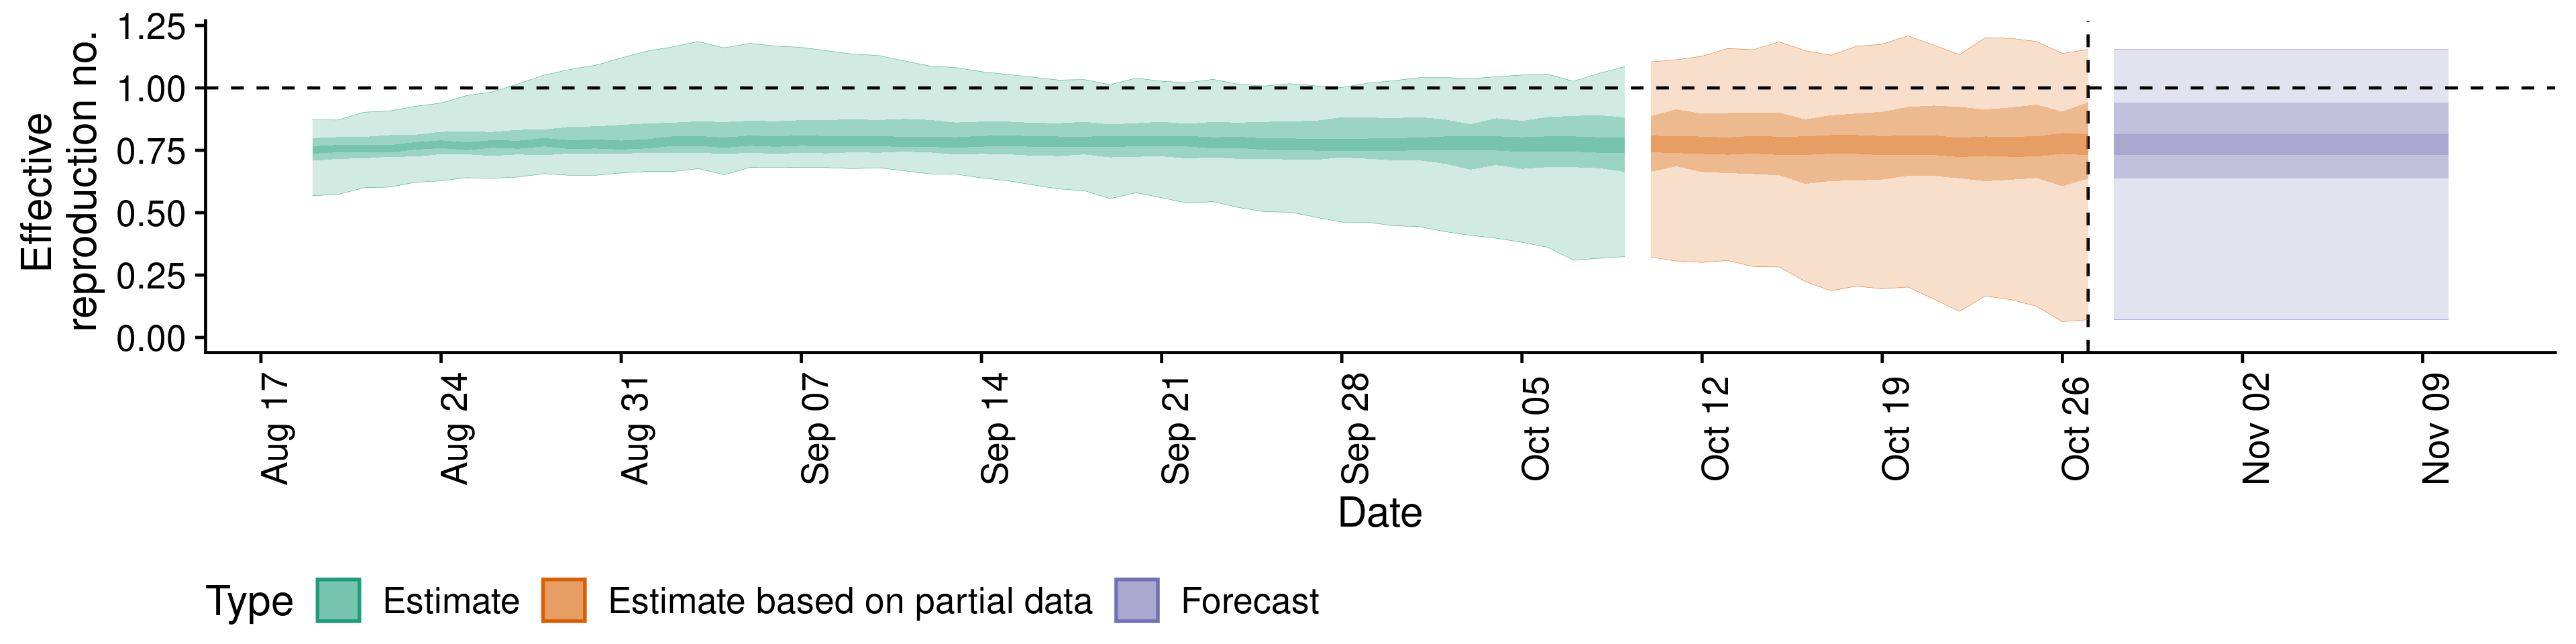 Effective
reproduction no.
1.25
1.00
0.75
0.50
0.25
0.00
Aug 17
Aug 24
Aug 31
Sep 07
Sep 14
Sep 21
Sep 28
Oct 05
Oct 12
Oct 19
Oct 26
Nov 02
Nov 09
Date
Type Estimate Estimate based on partial data Forecast